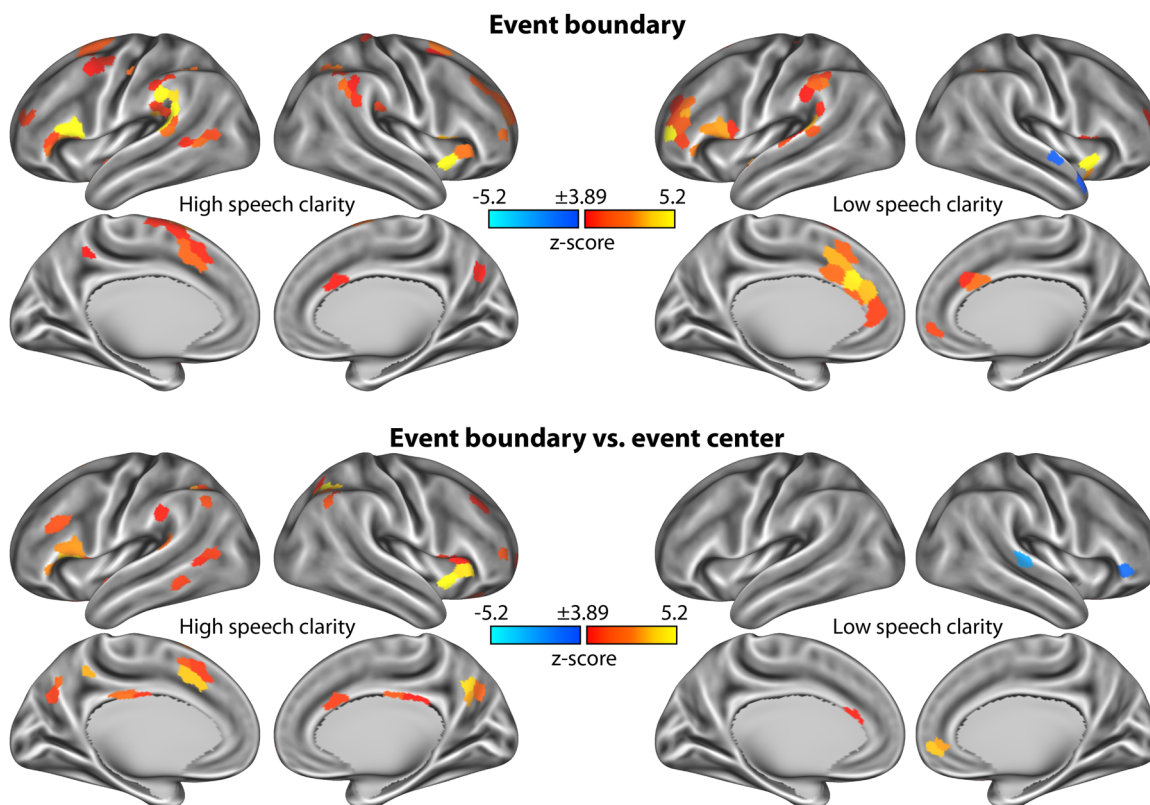 Event boundary
High speech clarity
-5.2 ±3.89 5.2
z-score
Low speech clarity
Event boundary vs. event center
High speech clarity
-5.2 ±3.89 5.2
z-score
Low speech clarity